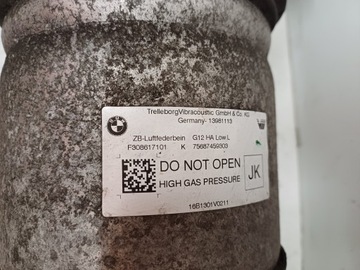 TrelleborgVibracoustic GmbH & Co. KG
Germany- 13981113
ZB-Luftfederbein G12 HA Low L
F308617101 K 75687459303
DO NOT OPEN
HIGH GAS PRESSURE
JK
16B1301V0211